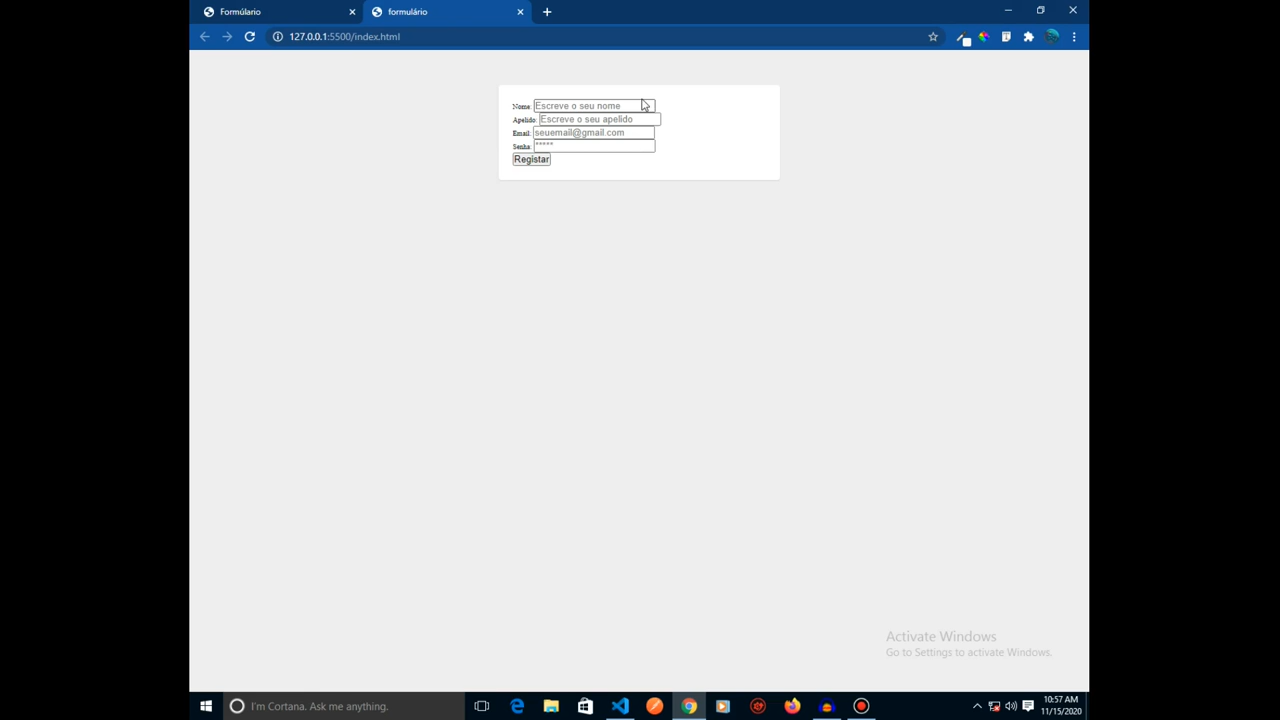 Formúlario
formulário
127.0.0.1:5500/index.html
Nome: Escreve o seu nome
Apelido: Escreve o seu apelido
Email: seuemail@gmail.com
Senha: *****
Registar
Activate Windows
Go to Settings to activate Windows.
I'm Cortana. Ask me anything.
10:57 AM
11/15/2020